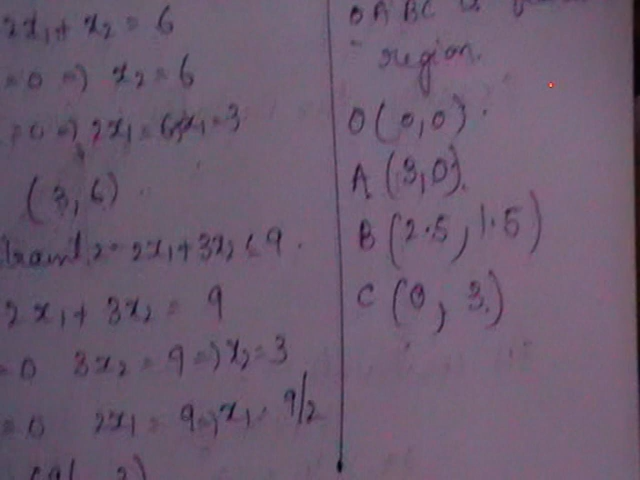 2x₁ + x₂ = 6
= 0 => x₂ = 6
= 0 => 2x₁ = 6 => x₁ = 3
(3, 6)
2 = 2x₁ + 3x₂ ≤ 9.
2x₁ + 3x₂ = 9
= 0 3x₂ = 9 => x₂ = 3
= 0 2x₁ = 9 => x₁ = 9/2
OABC is
region.
O(0,0).
A(3,0).
B(2.5, 1.5)
C(0, 3.)